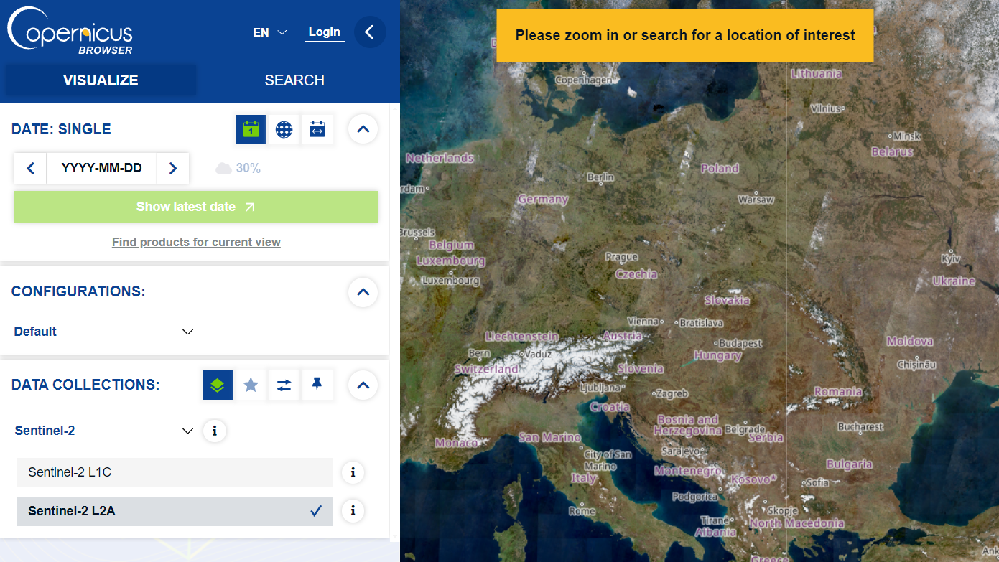 Copernicus
BROWSER
EN
Login
VISUALIZE
SEARCH
DATE: SINGLE
1
YYYY-MM-DD
30%
Show latest date
Find products for current view
CONFIGURATIONS:
Default
DATA COLLECTIONS:
Sentinel-2
i
Sentinel-2 L1C
i
Sentinel-2 L2A
i
Please zoom in or search for a location of interest
Copenhagen
Lithuania
Vilnius
Minsk
Belarus
Netherlands
Poland
Berlin
rdam
Germany
Warsaw
Brussels
Belgium
Kyiv
Prague
Luxembourg
Czechia
Luxembourg
Ukraine
Slovakia
Vienna
Bratislava
Liechtenstein
Austria
Moldova
Budapest
Bern
Vaduz
Hungary
Chișinău
Switzerland
Slovenia
Ljubljana
Zagreb
Romania
Croatia
Bosnia and
Herzegovina
Belgrade
Bucharest
San Marino
Serbia
Monaco
Sarajevo
City of San
Marino
Bulgaria
Montenegro
Italy
Kosovo*
Sofia
Podgorica
Rome
Skopje
Tiranë
North Macedonia
Albania
Ank
Greece